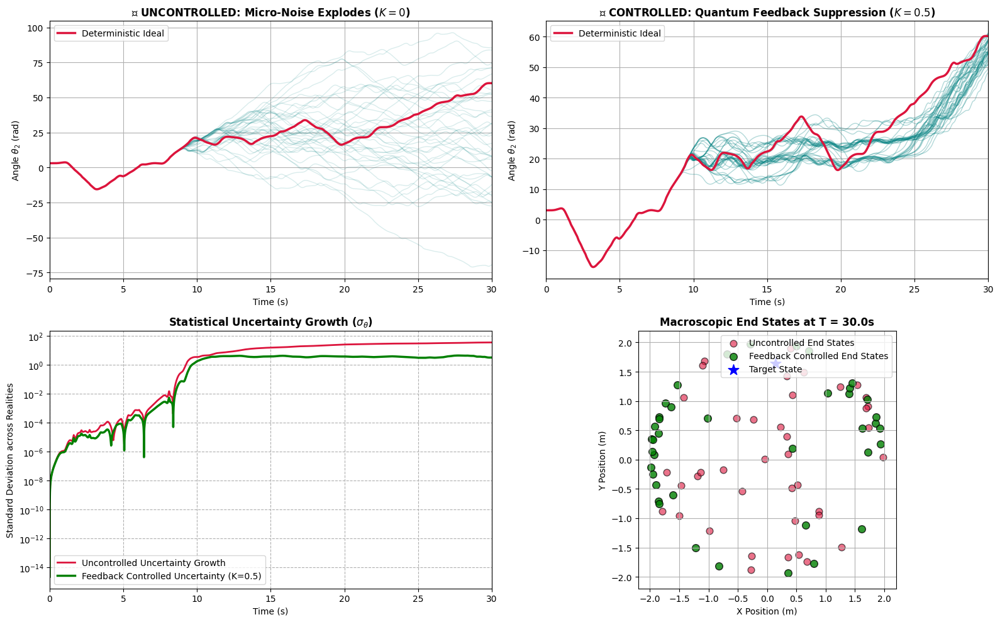 UNCONTROLLED: Micro-Noise Explodes (K = 0)
Deterministic Ideal
100
75
50
25
0
−25
−50
−75
Angle θ₂ (rad)
0 5 10 15 20 25 30
Time (s)
CONTROLLED: Quantum Feedback Suppression (K = 0.5)
Deterministic Ideal
60
50
40
30
20
10
0
−10
Angle θ₂ (rad)
0 5 10 15 20 25 30
Time (s)
Statistical Uncertainty Growth (σ_θ)
10²
10⁰
10⁻²
10⁻⁴
10⁻⁶
10⁻⁸
10⁻¹⁰
10⁻¹²
10⁻¹⁴
Standard Deviation across Realities
Uncontrolled Uncertainty Growth
Feedback Controlled Uncertainty (K=0.5)
0 5 10 15 20 25 30
Time (s)
Macroscopic End States at T = 30.0s
Uncontrolled End States
Feedback Controlled End States
Target State
2.0
1.5
1.0
0.5
0.0
−0.5
−1.0
−1.5
−2.0
Y Position (m)
−2.0 −1.5 −1.0 −0.5 0.0 0.5 1.0 1.5 2.0
X Position (m)